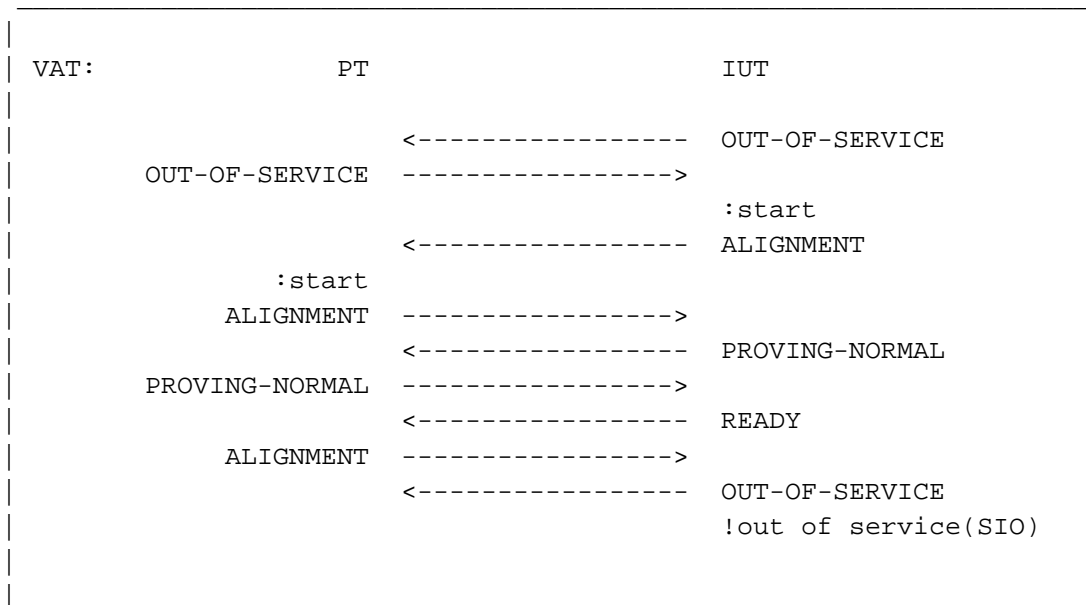 VAT: PT IUT
<----------------- OUT-OF-SERVICE
OUT-OF-SERVICE ----------------->
:start
<----------------- ALIGNMENT
:start
ALIGNMENT ----------------->
<----------------- PROVING-NORMAL
PROVING-NORMAL ----------------->
<----------------- READY
ALIGNMENT ----------------->
<----------------- OUT-OF-SERVICE
!out of service(SIO)